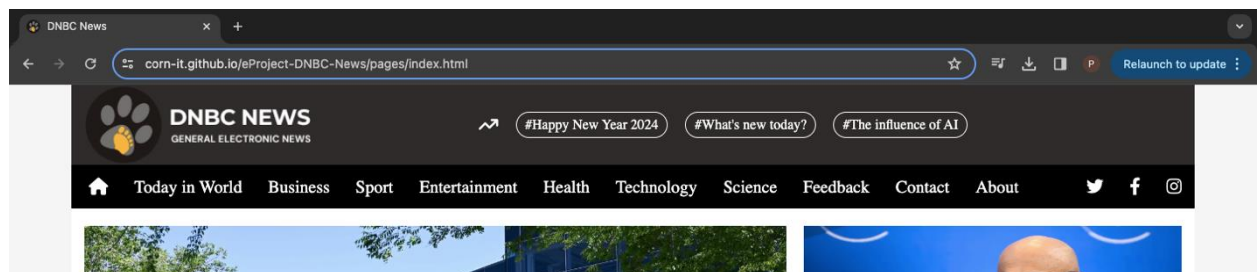 DNBC News
corn-it.github.io/eProject-DNBC-News/pages/index.html
P
Relaunch to update
DNBC NEWS
GENERAL ELECTRONIC NEWS
#Happy New Year 2024 #What's new today? #The influence of AI
Today in World Business Sport Entertainment Health Technology Science Feedback Contact About